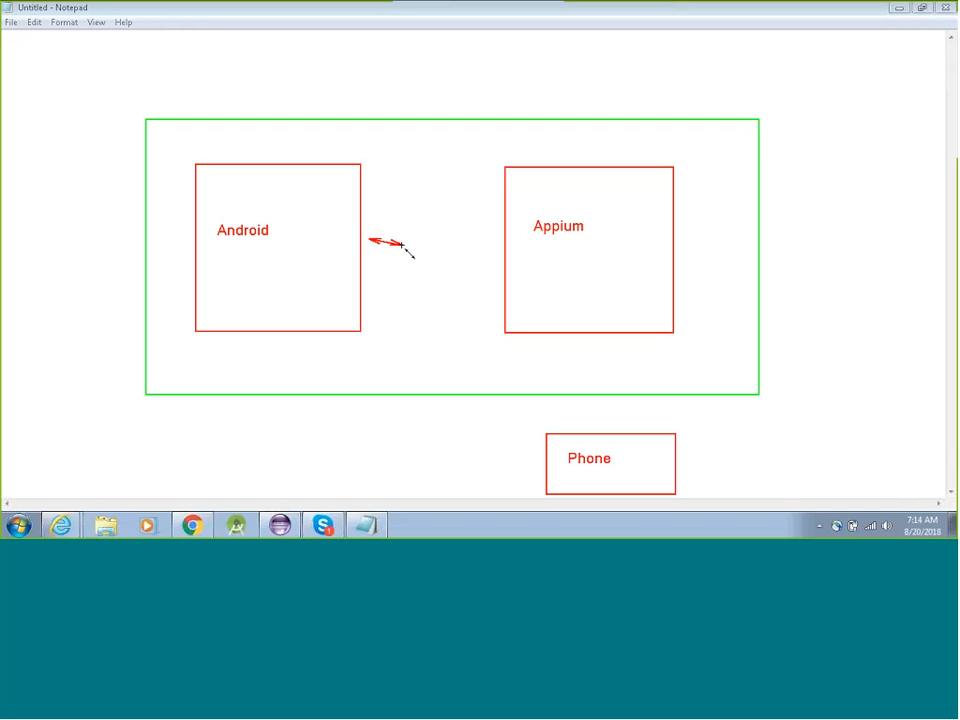 Untitled - Notepad
File Edit Format View Help
Android
Appium
Phone
7:14 AM
8/20/2018